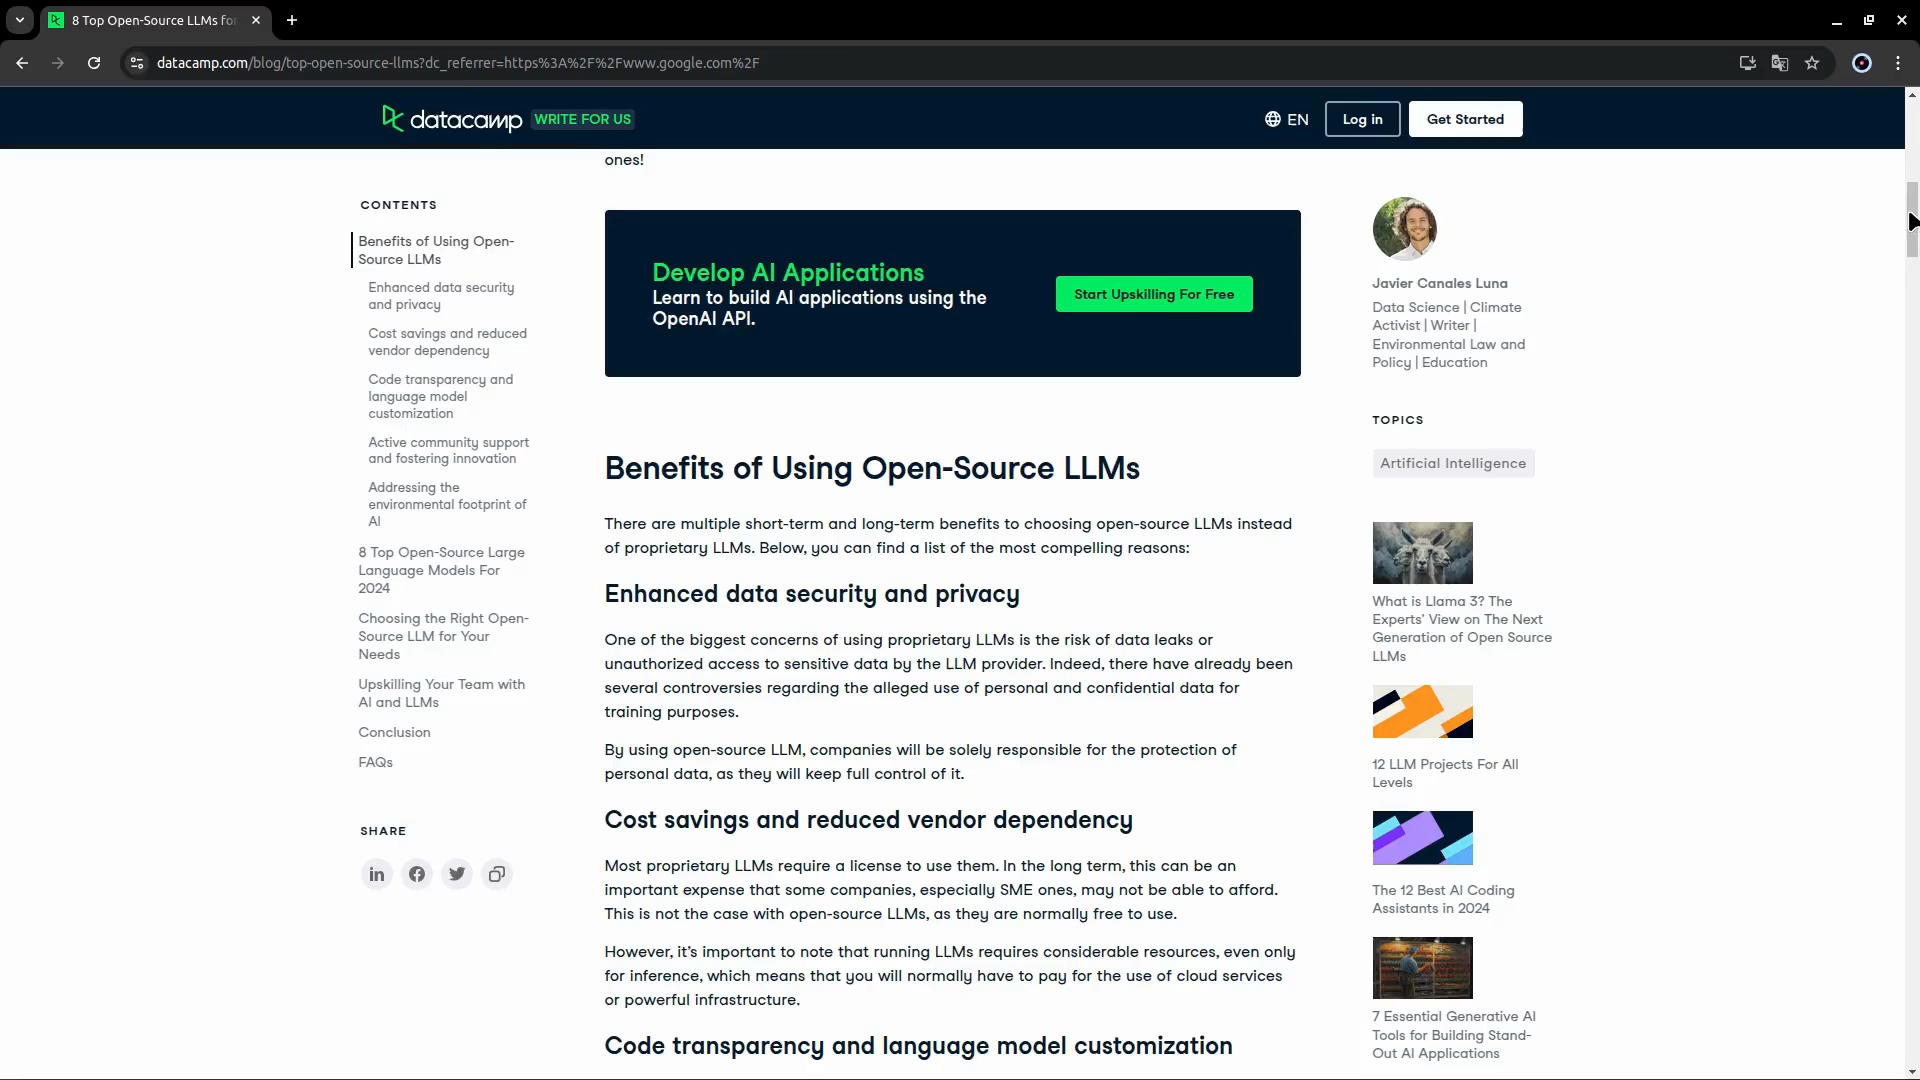 8 Top Open-Source LLMs for
datacamp.com/blog/top-open-source-llms?dc_referrer=https%3A%2F%2Fwww.google.com%2F
datacamp WRITE FOR US
EN
Log in
Get Started
CONTENTS
Benefits of Using Open-
Source LLMs
Enhanced data security
and privacy
Cost savings and reduced
vendor dependency
Code transparency and
language model
customization
Active community support
and fostering innovation
Addressing the
environmental footprint of
AI
8 Top Open-Source Large
Language Models For
2024
Choosing the Right Open-
Source LLM for Your
Needs
Upskilling Your Team with
AI and LLMs
Conclusion
FAQs
SHARE
ones!
Develop AI Applications
Learn to build AI applications using the
OpenAI API.
Start Upskilling For Free
Benefits of Using Open-Source LLMs
There are multiple short-term and long-term benefits to choosing open-source LLMs instead
of proprietary LLMs. Below, you can find a list of the most compelling reasons:
Enhanced data security and privacy
One of the biggest concerns of using proprietary LLMs is the risk of data leaks or
unauthorized access to sensitive data by the LLM provider. Indeed, there have already been
several controversies regarding the alleged use of personal and confidential data for
training purposes.
By using open-source LLM, companies will be solely responsible for the protection of
personal data, as they will keep full control of it.
Cost savings and reduced vendor dependency
Most proprietary LLMs require a license to use them. In the long term, this can be an
important expense that some companies, especially SME ones, may not be able to afford.
This is not the case with open-source LLMs, as they are normally free to use.
However, it’s important to note that running LLMs requires considerable resources, even only
for inference, which means that you will normally have to pay for the use of cloud services
or powerful infrastructure.
Code transparency and language model customization
Javier Canales Luna
Data Science | Climate
Activist | Writer |
Environmental Law and
Policy | Education
TOPICS
Artificial Intelligence
What is Llama 3? The
Experts' View on The Next
Generation of Open Source
LLMs
12 LLM Projects For All
Levels
The 12 Best AI Coding
Assistants in 2024
7 Essential Generative AI
Tools for Building Stand-
Out AI Applications